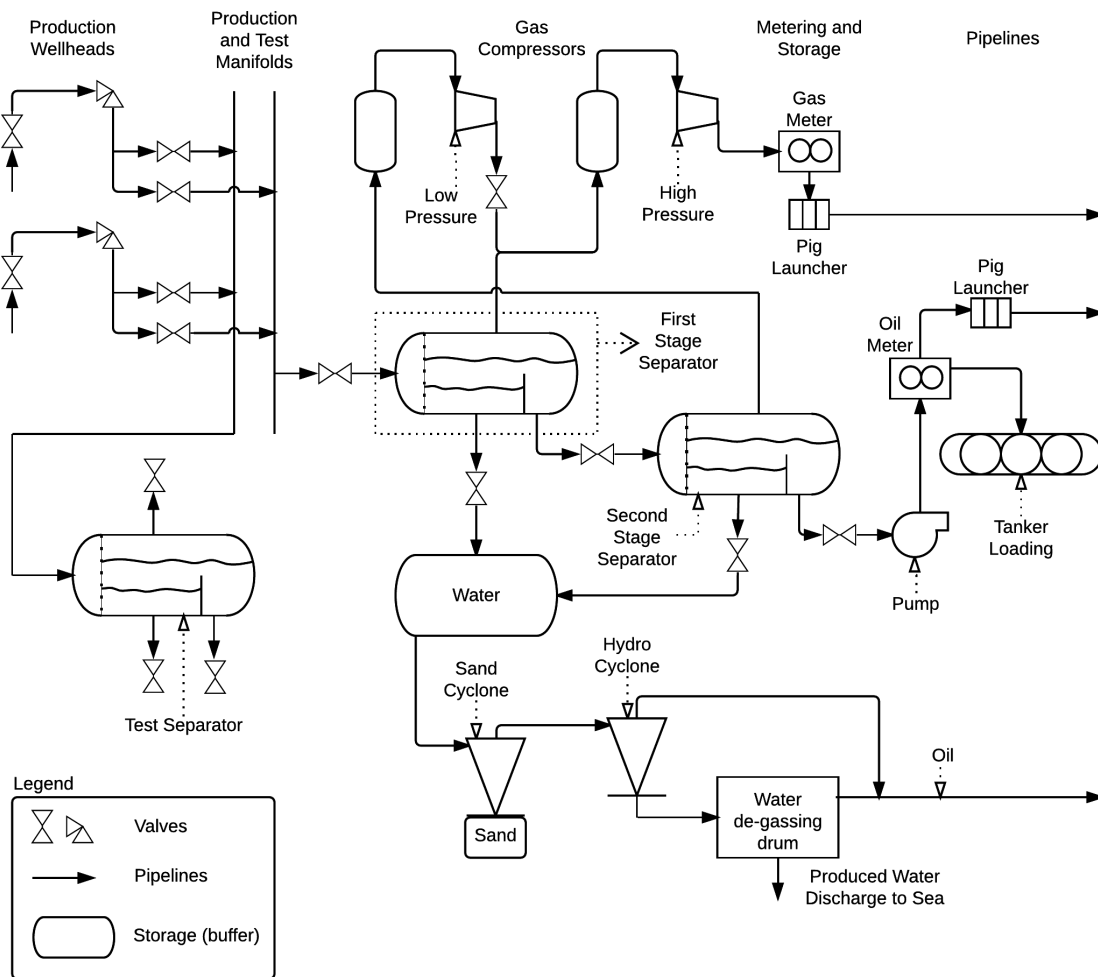 Production
Wellheads
Production
and Test
Manifolds
Gas
Compressors
Metering and
Storage
Pipelines
Gas
Meter
Low
Pressure
High
Pressure
Pig
Launcher
Pig
Launcher
First
Stage
Separator
Oil
Meter
Second
Stage
Separator
Tanker
Loading
Water
Pump
Hydro
Cyclone
Sand
Cyclone
Test Separator
Oil
Legend
Water
de-gassing
drum
Valves
Sand
Pipelines
Produced Water
Discharge to Sea
Storage (buffer)